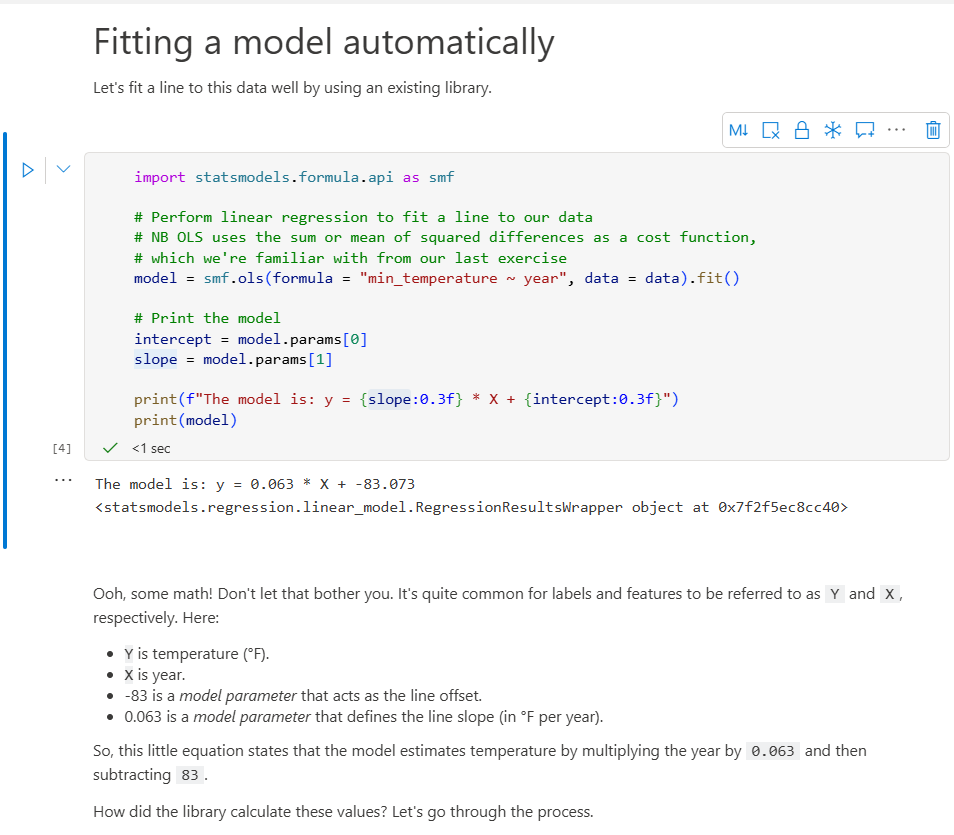 Fitting a model automatically
Let's fit a line to this data well by using an existing library.
M↓
import statsmodels.formula.api as smf
# Perform linear regression to fit a line to our data
# NB OLS uses the sum or mean of squared differences as a cost function,
# which we're familiar with from our last exercise
model = smf.ols(formula = "min_temperature ~ year", data = data).fit()
# Print the model
intercept = model.params[0]
slope = model.params[1]
print(f"The model is: y = {slope:0.3f} * X + {intercept:0.3f}")
print(model)
[4] <1 sec
The model is: y = 0.063 * X + -83.073
<statsmodels.regression.linear_model.RegressionResultsWrapper object at 0x7f2f5ec8cc40>
Ooh, some math! Don't let that bother you. It's quite common for labels and features to be referred to as Y and X,
respectively. Here:
• Y is temperature (°F).
• X is year.
• -83 is a model parameter that acts as the line offset.
• 0.063 is a model parameter that defines the line slope (in °F per year).
So, this little equation states that the model estimates temperature by multiplying the year by 0.063 and then
subtracting 83.
How did the library calculate these values? Let's go through the process.